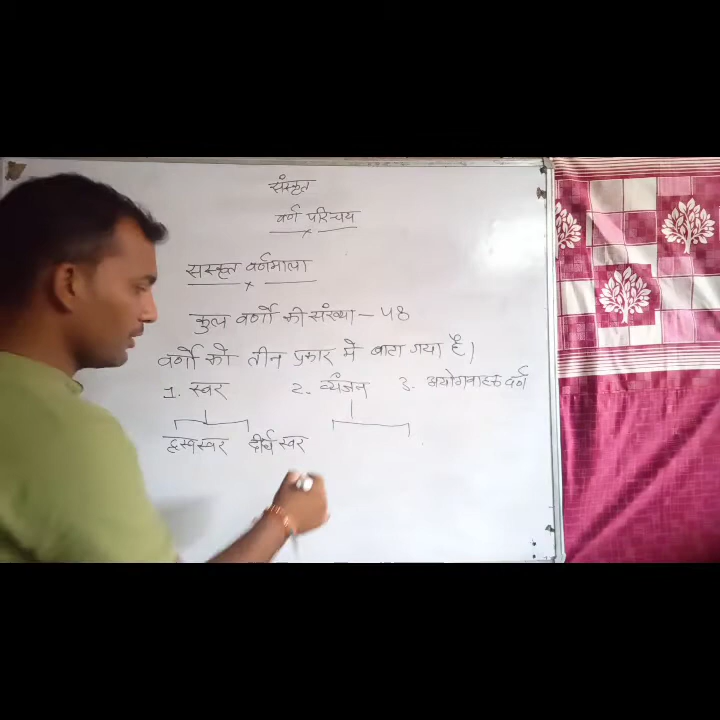 संस्कृत
वर्ण परिचय
संस्कृत वर्णमाला
कुल वर्णो की संख्या - 48
वर्णो को तीन प्रकार मे बाटा गया है।
1. स्वर 2. व्यंजन 3. अयोगवाहक वर्ण
ह्रस्व स्वर दीर्घ स्वर